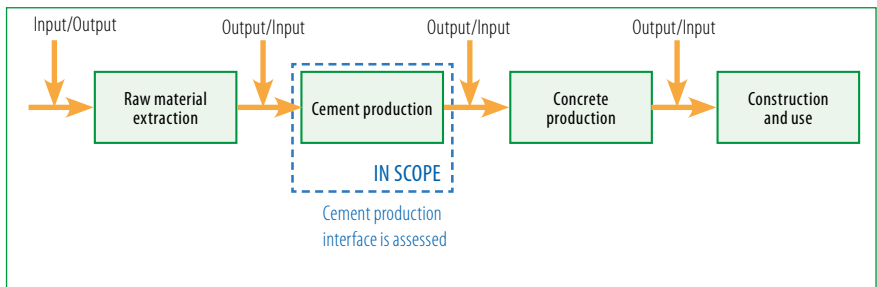 Input/Output
Output/Input
Output/Input
Output/Input
Raw material
extraction
Cement production
Concrete
production
Construction
and use
IN SCOPE
Cement production
interface is assessed